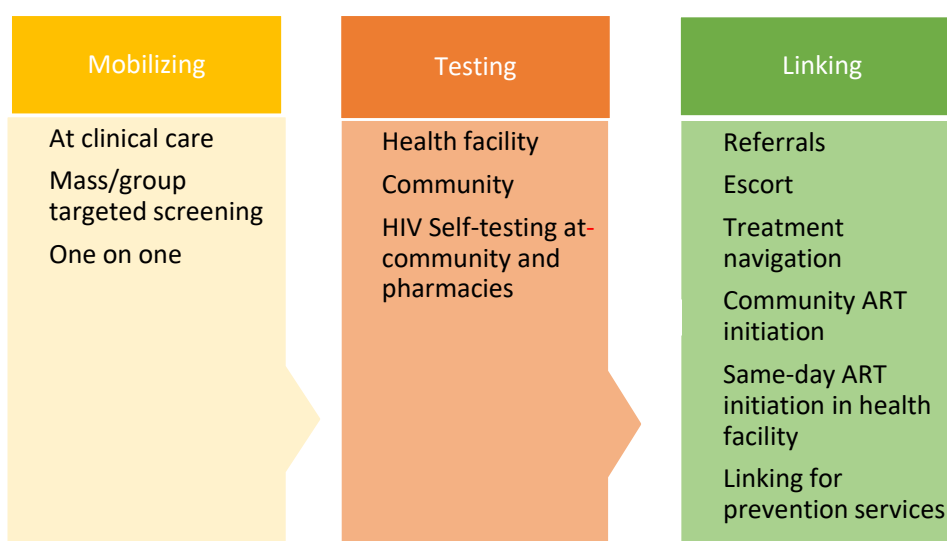 Mobilizing
At clinical care
Mass/group
targeted screening
One on one
Testing
Health facility
Community
HIV Self-testing at-
community and
pharmacies
Linking
Referrals
Escort
Treatment
navigation
Community ART
initiation
Same-day ART
initiation in health
facility
Linking for
prevention services